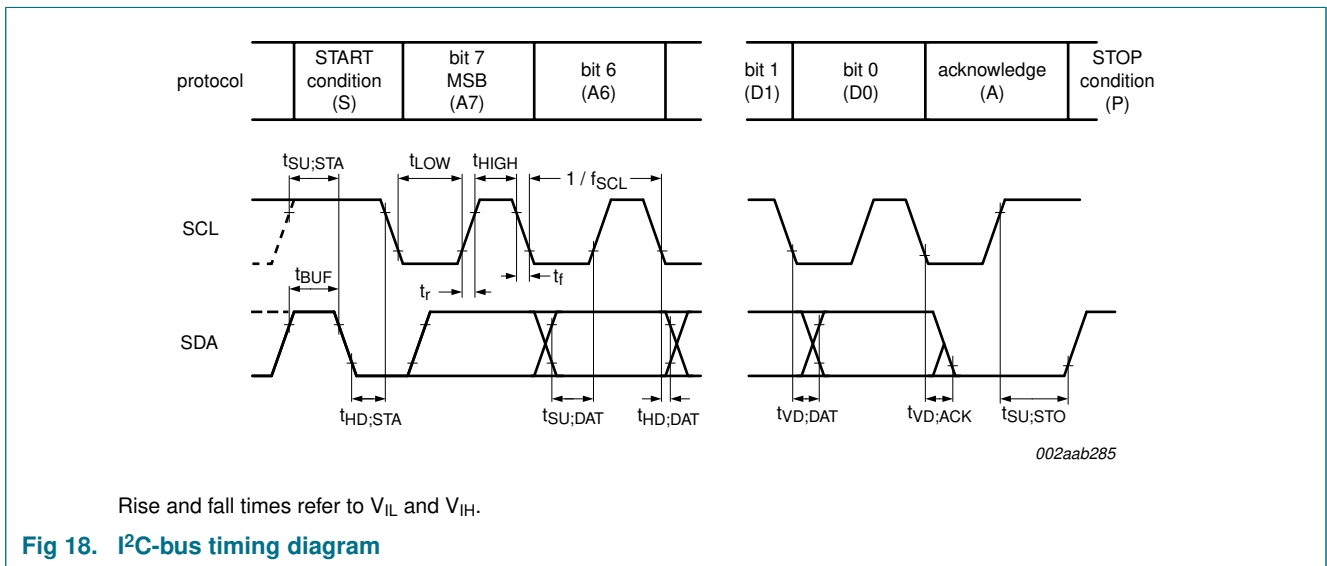 protocol
START
condition
(S)
bit 7
MSB
(A7)
bit 6
(A6)
bit 1
(D1)
bit 0
(D0)
acknowledge
(A)
STOP
condition
(P)
tSU;STA
tLOW
tHIGH
1 / fSCL
SCL
tBUF
tr
tf
SDA
tHD;STA
tSU;DAT
tHD;DAT
tVD;DAT
tVD;ACK
tSU;STO
002aab285
Rise and fall times refer to VIL and VIH.
Fig 18. I²C-bus timing diagram